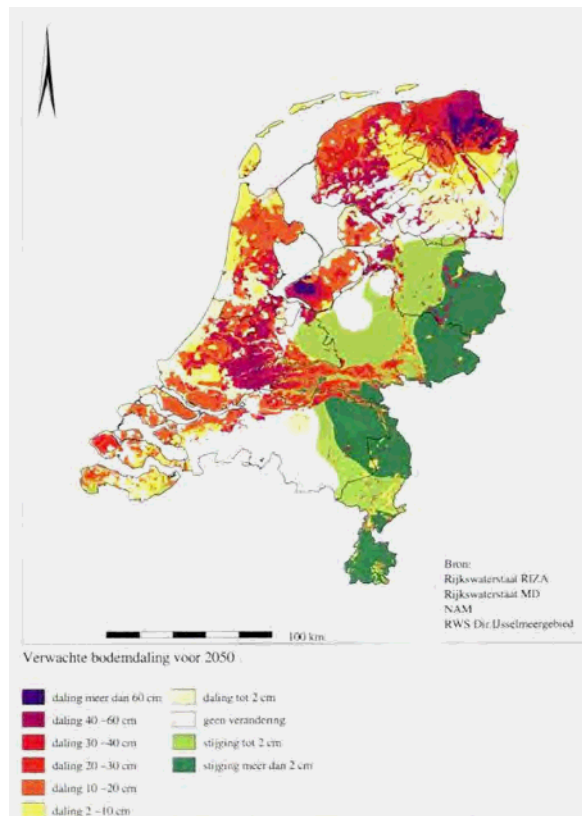 Bron:
Rijkswaterstaat RIZA
Rijkswaterstaat MD
NAM
RWS Dir.IJsselmeergebied
100 km
Verwachte bodemdaling voor 2050
daling meer dan 60 cm
daling 40 -60 cm
daling 30 -40 cm
daling 20 -30 cm
daling 10 -20 cm
daling 2 -10 cm
daling tot 2 cm
geen verandering
stijging tot 2 cm
stijging meer dan 2 cm